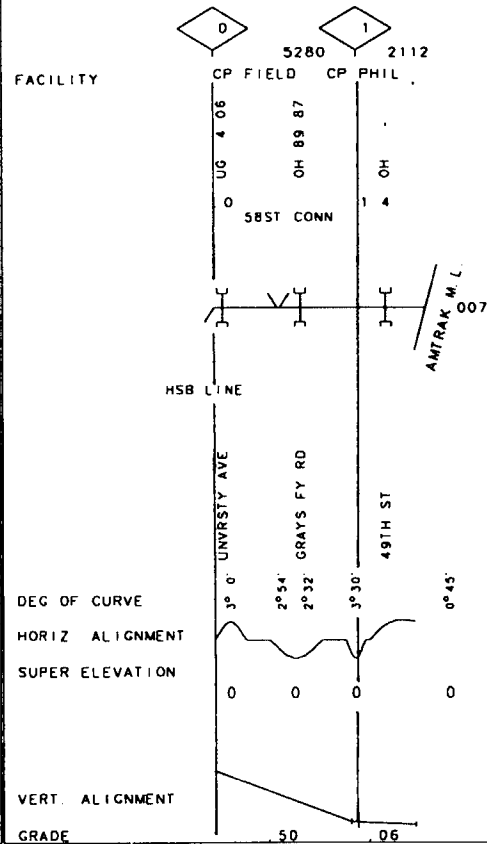 0 1
5280 2112
FACILITY CP FIELD CP PHIL
UG 4 06
OH 89 87
OH
0 1 4
58ST CONN
AMTRAK M.L.
007
HSB LINE
UNVRSTY AVE
GRAYS FY RD
49TH ST
DEG OF CURVE 3° 0' 2° 54' 2° 32' 3° 30' 0° 45'
HORIZ ALIGNMENT
SUPER ELEVATION
0 0 0 0
VERT. ALIGNMENT
GRADE .50 .06